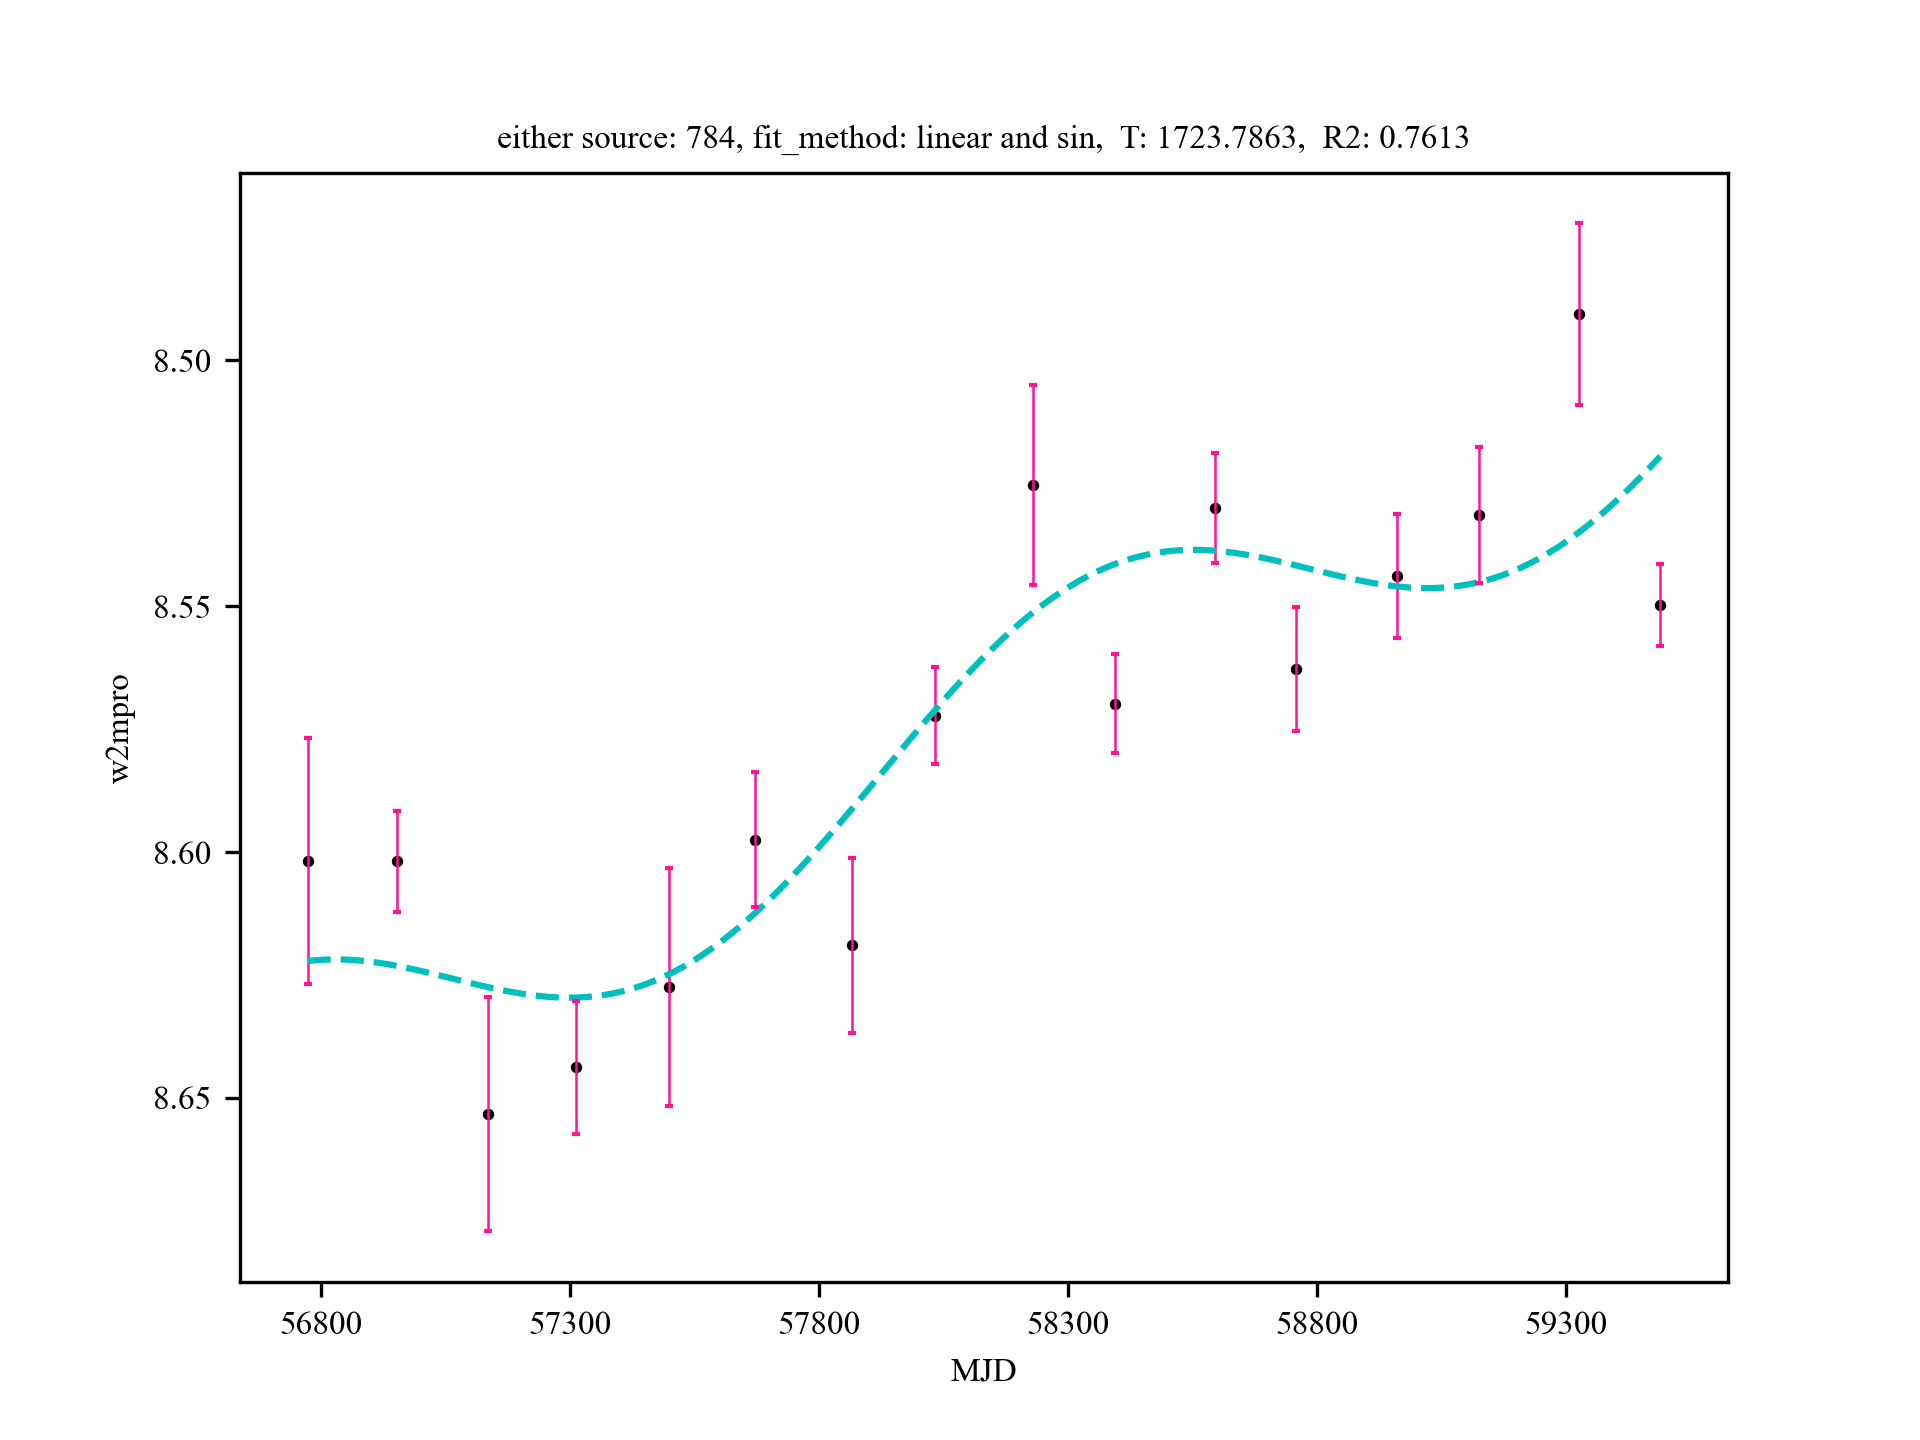 either source: 784, fit_method: linear and sin,  T: 1723.7863,  R2: 0.7613
8.50
8.55
8.60
8.65
w2mpro
56800 57300 57800 58300 58800 59300
MJD